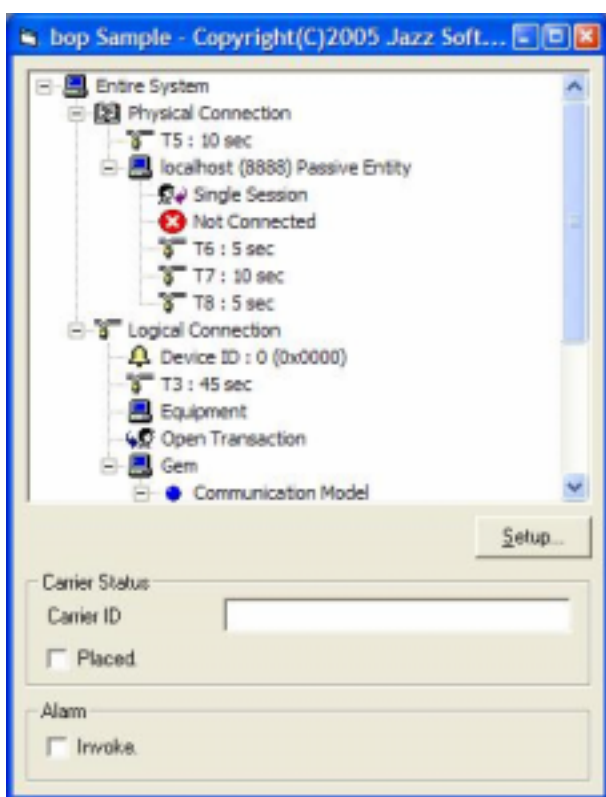 bop Sample - Copyright(C)2005 Jazz Soft...
Entire System
Physical Connection
T5 : 10 sec
localhost (8888) Passive Entity
Single Session
Not Connected
T6 : 5 sec
T7 : 10 sec
T8 : 5 sec
Logical Connection
Device ID : 0 (0x0000)
T3 : 45 sec
Equipment
Open Transaction
Gem
Communication Model
Setup...
Carrier Status
Carrier ID
Placed.
Alarm
Invoke.